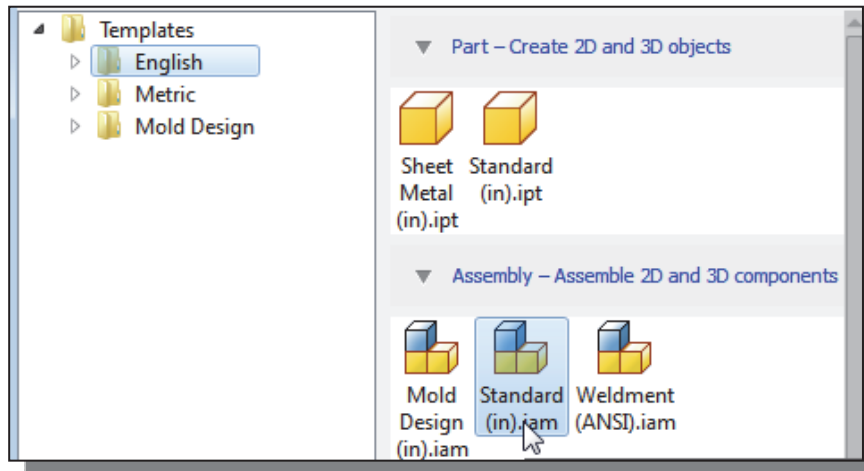 Templates
English
Metric
Mold Design
Part – Create 2D and 3D objects
Sheet Metal (in).ipt
Standard (in).ipt
Assembly – Assemble 2D and 3D components
Mold Design (in).iam
Standard (in).iam
Weldment (ANSI).iam